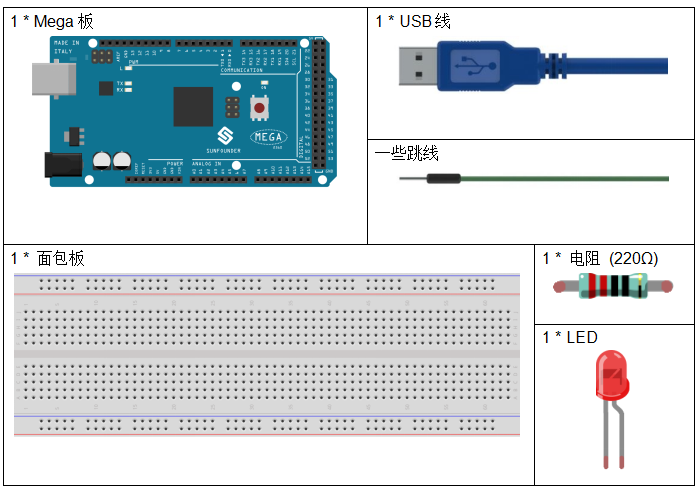 1 * Mega 板
MADE IN
ITALY
PWM
L
TX
RX
COMMUNICATION
ON
SUNFOUNDER
MEGA
2560
DIGITAL
POWER
ANALOG IN
1 * USB线
一些跳线
1 * 面包板
1 * 电阻 (220Ω)
1 * LED